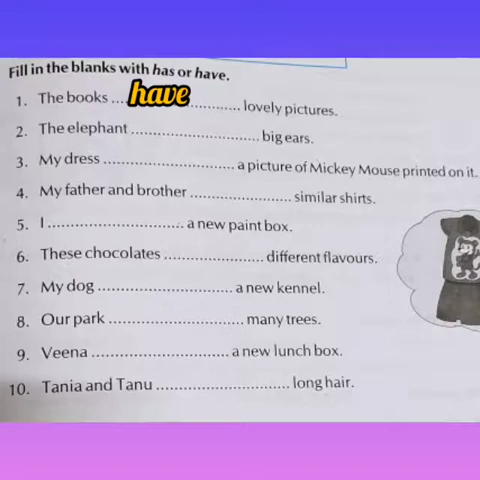 Fill in the blanks with has or have.
1. The books .... have ............ lovely pictures.
2. The elephant ............................... big ears.
3. My dress ................................ a picture of Mickey Mouse printed on it.
4. My father and brother ......................... similar shirts.
5. I ................................. a new paint box.
6. These chocolates ........................ different flavours.
7. My dog ................................ a new kennel.
8. Our park ................................ many trees.
9. Veena ................................. a new lunch box.
10. Tania and Tanu ................................ long hair.